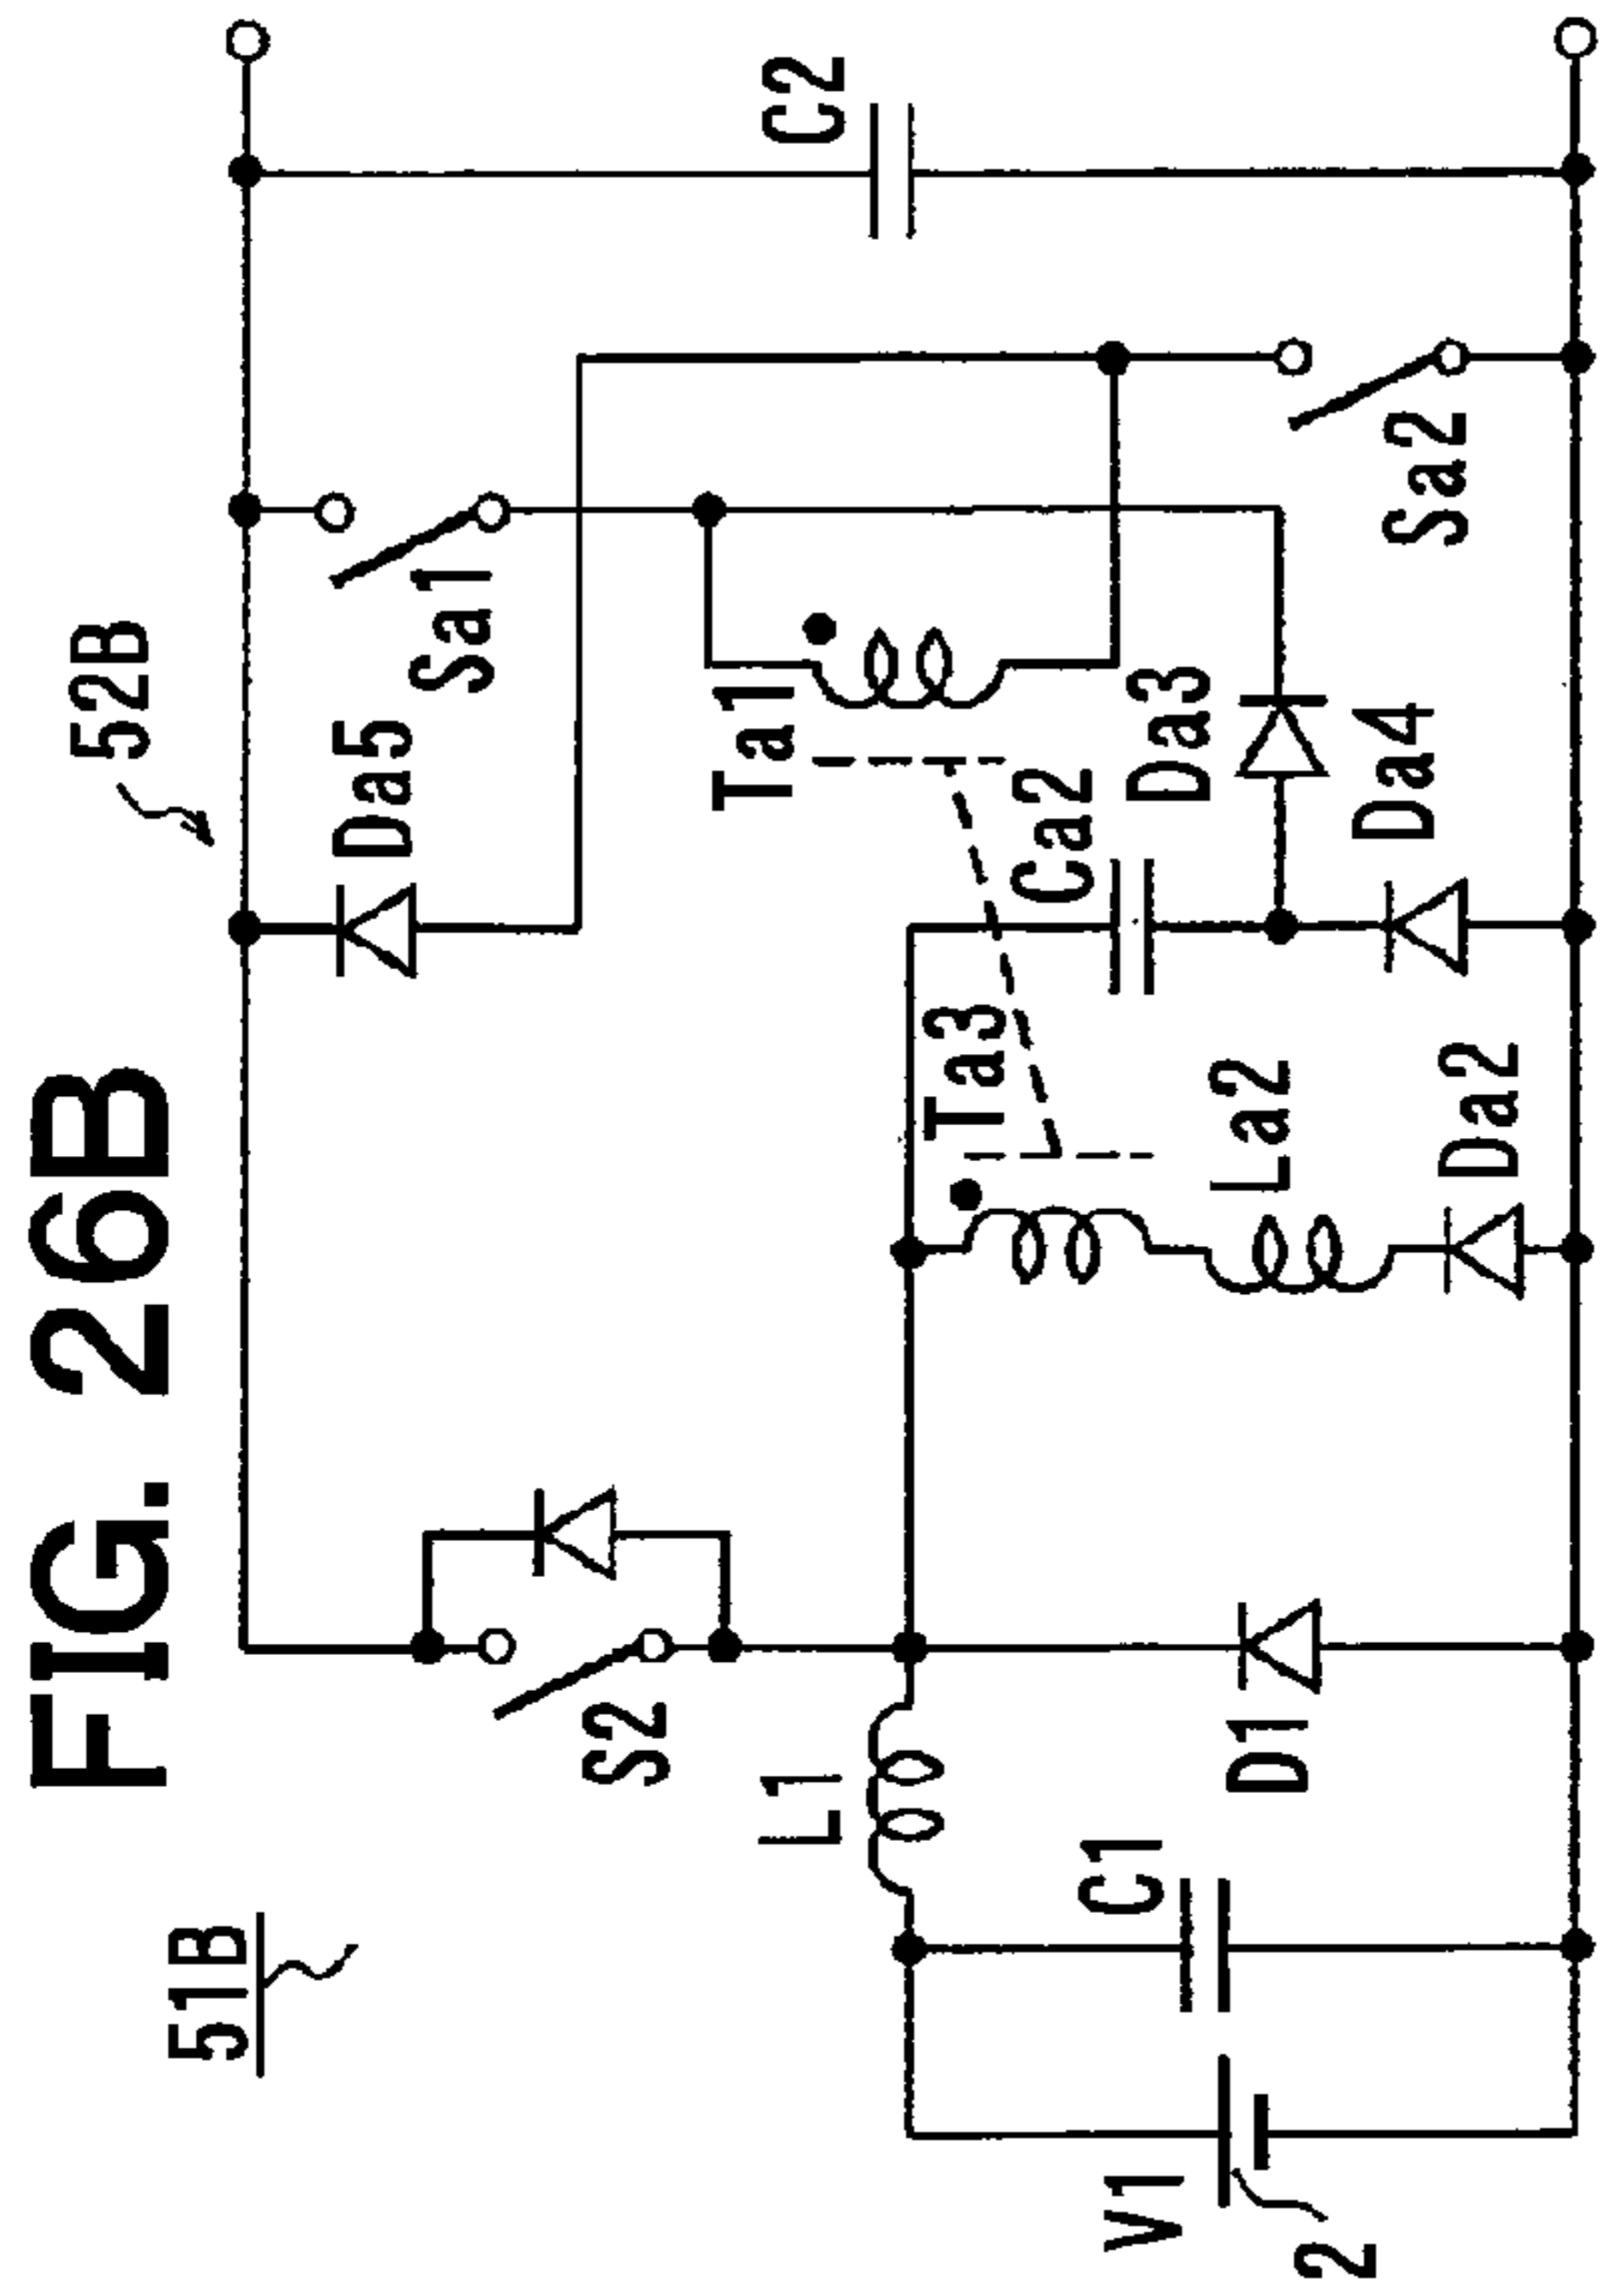 FIG. 26B
51B
52B
Da5
Sa1
C2
S2
Ta1
L1
Ta3
Ca2
Da3
C1
La2
D1
Da4
Sa2
Da2
V1
2